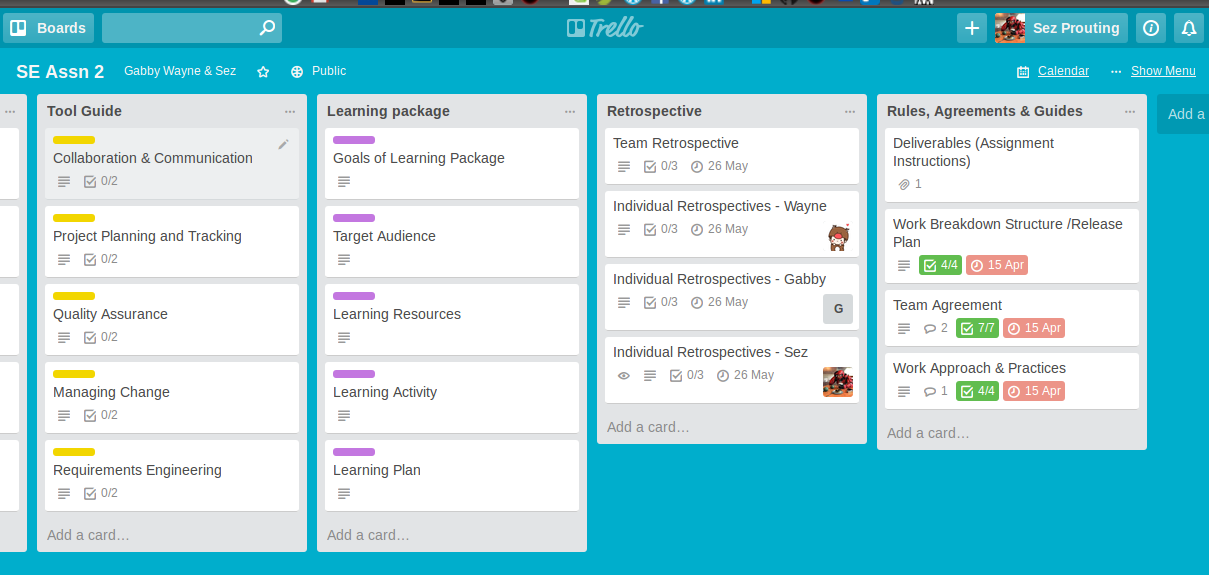 Boards
Trello
Sez Prouting
SE Assn 2
Gabby Wayne & Sez
Public
Calendar
Show Menu
Tool Guide
Collaboration & Communication
0/2
Project Planning and Tracking
0/2
Quality Assurance
0/2
Managing Change
0/2
Requirements Engineering
0/2
Add a card…
Learning package
Goals of Learning Package
Target Audience
Learning Resources
Learning Activity
Learning Plan
Add a card…
Retrospective
Team Retrospective
0/3 26 May
Individual Retrospectives - Wayne
0/3 26 May
Individual Retrospectives - Gabby
0/3 26 May
G
Individual Retrospectives - Sez
0/3 26 May
Add a card…
Rules, Agreements & Guides
Deliverables (Assignment
Instructions)
1
Work Breakdown Structure /Release
Plan
4/4 15 Apr
Team Agreement
2 7/7 15 Apr
Work Approach & Practices
1 4/4 15 Apr
Add a card…
Add a